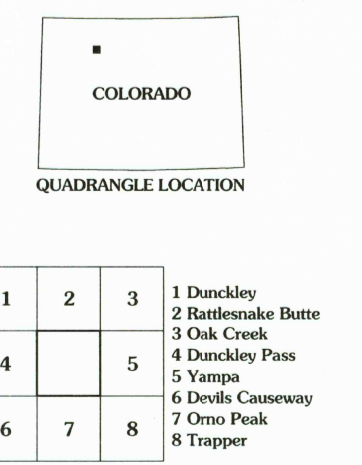 COLORADO
QUADRANGLE LOCATION
1 2 3
4 5
6 7 8
1 Dunckley
2 Rattlesnake Butte
3 Oak Creek
4 Dunckley Pass
5 Yampa
6 Devils Causeway
7 Orno Peak
8 Trapper